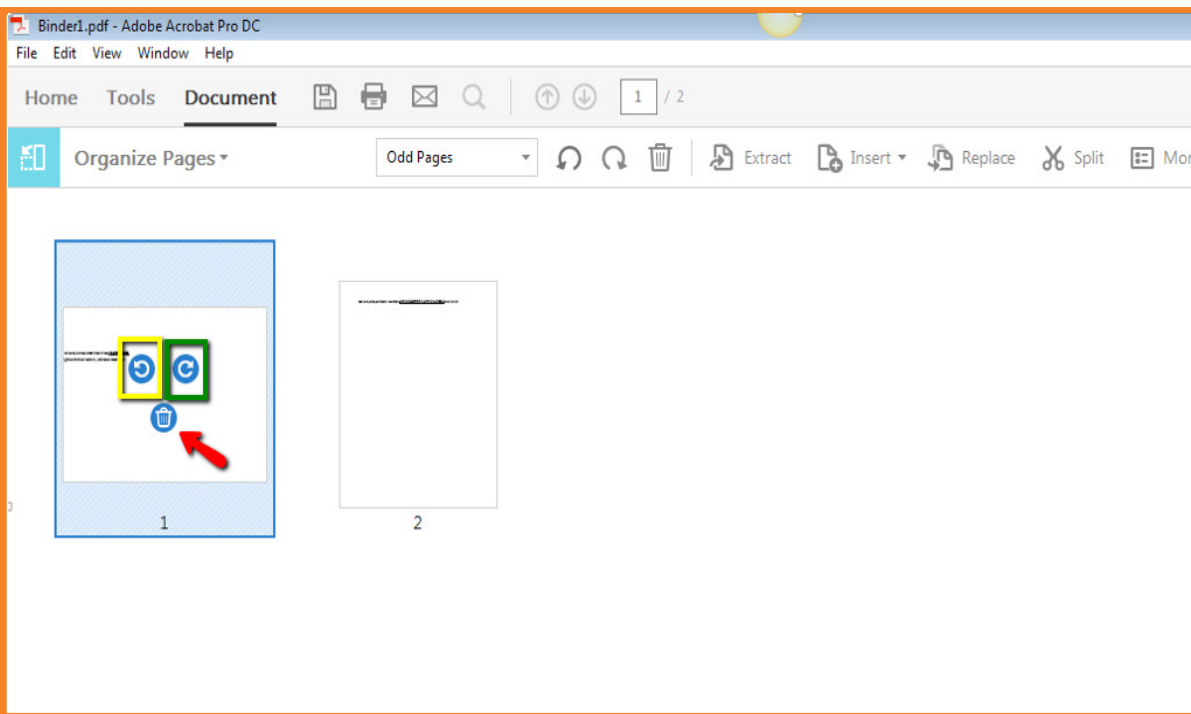 Binder1.pdf - Adobe Acrobat Pro DC
File Edit View Window Help
Home Tools Document 1 / 2
Organize Pages Odd Pages Extract Insert Replace Split Mor
1 2